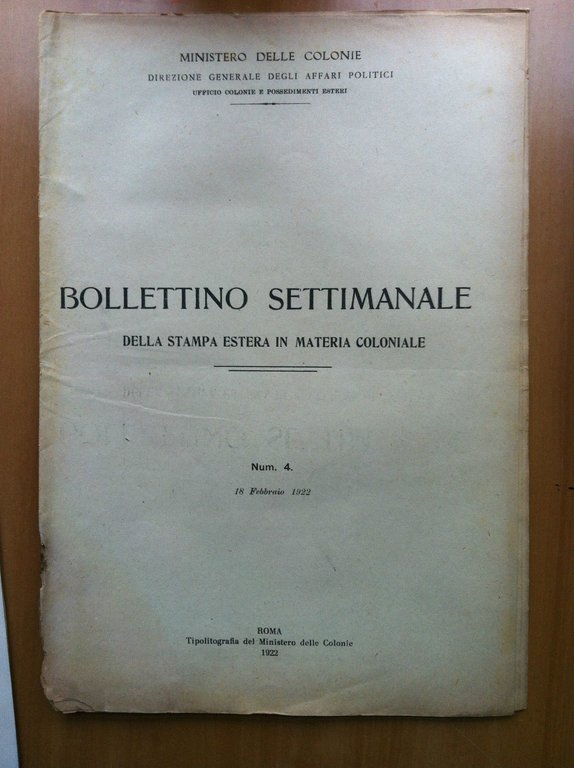 MINISTERO DELLE COLONIE
DIREZIONE GENERALE DEGLI AFFARI POLITICI
UFFICIO COLONIE E POSSEDIMENTI ESTERI
BOLLETTINO SETTIMANALE
DELLA STAMPA ESTERA IN MATERIA COLONIALE
Num. 4.
18 Febbraio 1922
ROMA
Tipolitografia del Ministero delle Colonie
1922